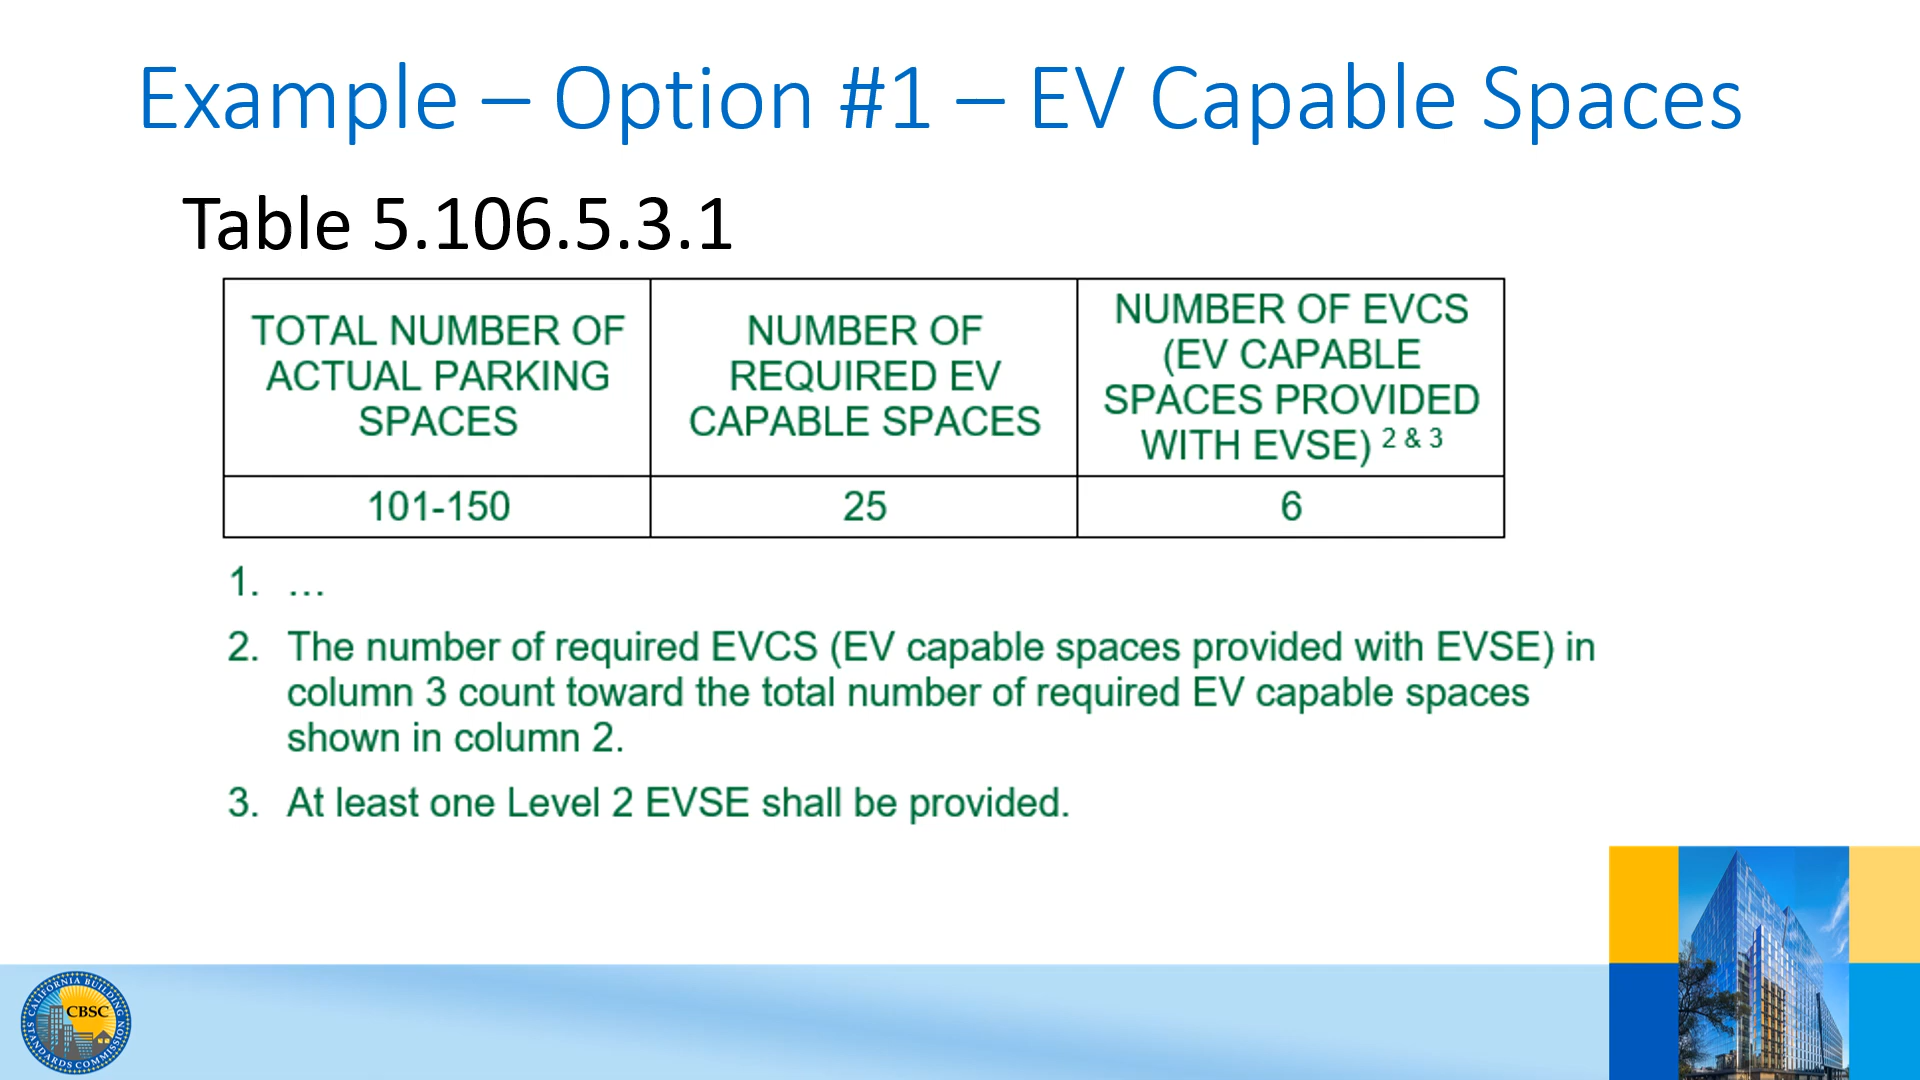 Example – Option #1 – EV Capable Spaces
Table 5.106.5.3.1
TOTAL NUMBER OF
ACTUAL PARKING
SPACES
NUMBER OF
REQUIRED EV
CAPABLE SPACES
NUMBER OF EVCS
(EV CAPABLE
SPACES PROVIDED
WITH EVSE) 2 & 3
101-150
25
6
1. …
2. The number of required EVCS (EV capable spaces provided with EVSE) in
column 3 count toward the total number of required EV capable spaces
shown in column 2.
3. At least one Level 2 EVSE shall be provided.
CALIFORNIA BUILDING
STANDARDS COMMISSION
CBSC